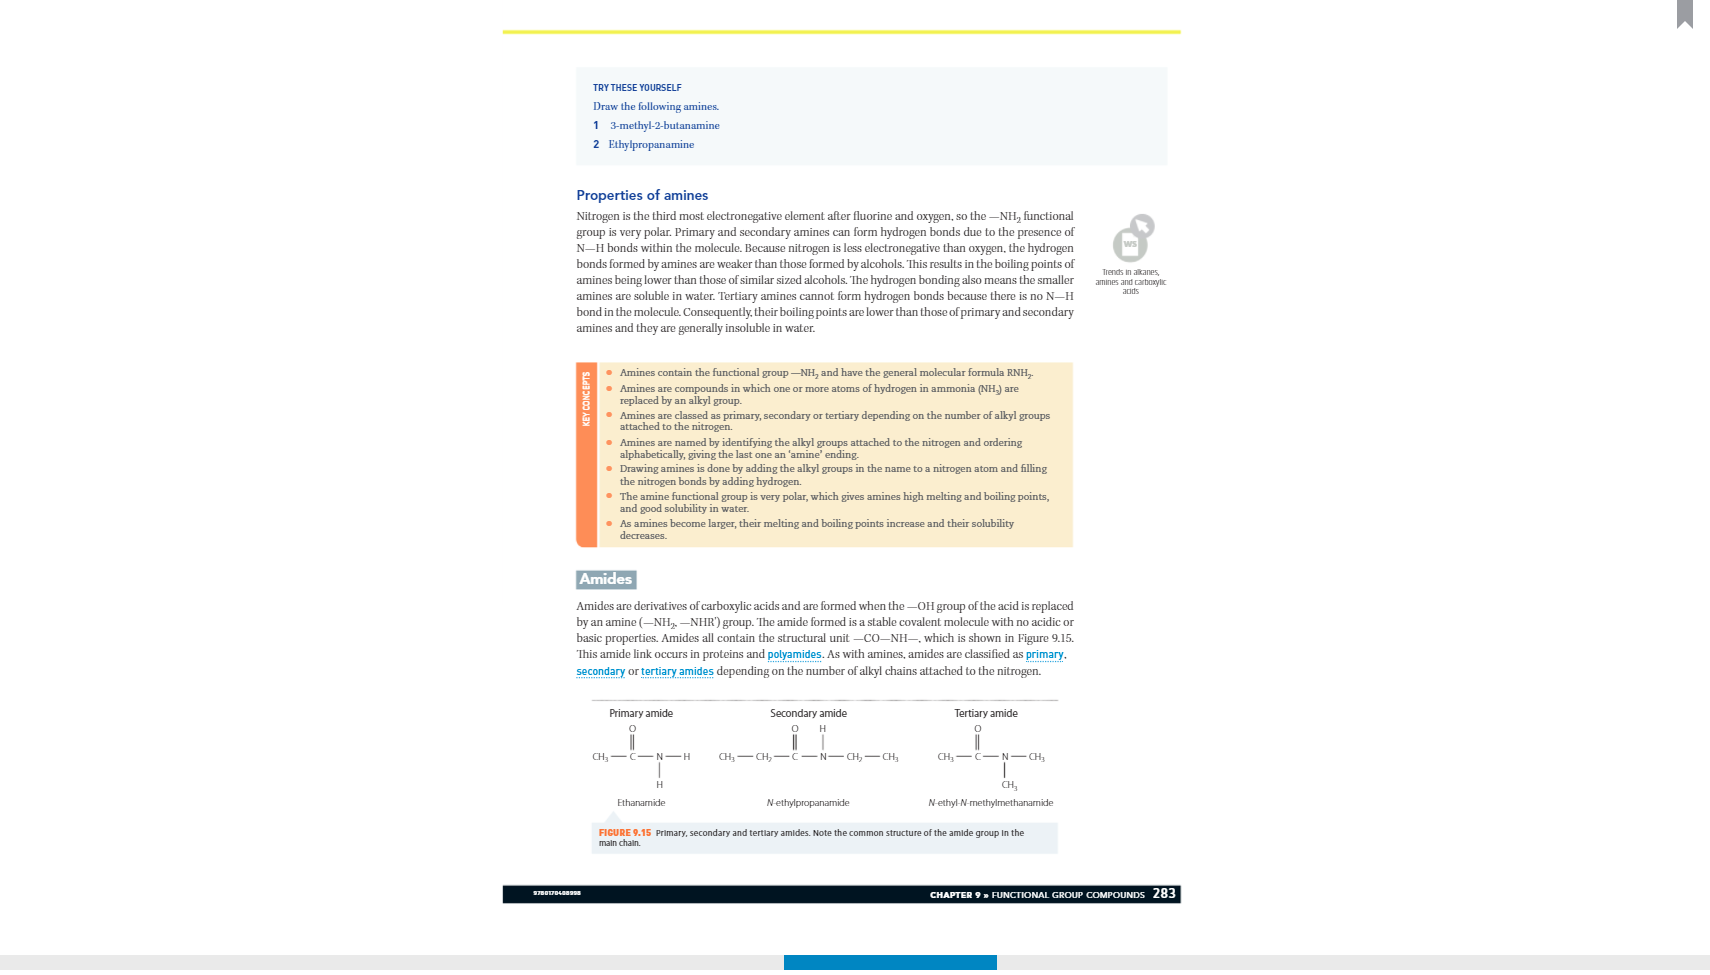 TRY THESE YOURSELF
Draw the following amines.
1 3-methyl-2-butanamine
2 Ethylpropanamine
Properties of amines
Nitrogen is the third most electronegative element after fluorine and oxygen, so the —NH₂ functional
group is very polar. Primary and secondary amines can form hydrogen bonds due to the presence of
N—H bonds within the molecule. Because nitrogen is less electronegative than oxygen, the hydrogen
bonds formed by amines are weaker than those formed by alcohols. This results in the boiling points of
amines being lower than those of similar sized alcohols. The hydrogen bonding also means the smaller
amines are soluble in water. Tertiary amines cannot form hydrogen bonds because there is no N—H
bond in the molecule. Consequently, their boiling points are lower than those of primary and secondary
amines and they are generally insoluble in water.
WS
Trends in alkanes,
amines and carboxylic
acids
KEY CONCEPTS
• Amines contain the functional group —NH₂ and have the general molecular formula RNH₂.
• Amines are compounds in which one or more atoms of hydrogen in ammonia (NH₃) are
replaced by an alkyl group.
• Amines are classed as primary, secondary or tertiary depending on the number of alkyl groups
attached to the nitrogen.
• Amines are named by identifying the alkyl groups attached to the nitrogen and ordering
alphabetically, giving the last one an ‘amine’ ending.
• Drawing amines is done by adding the alkyl groups in the name to a nitrogen atom and filling
the nitrogen bonds by adding hydrogen.
• The amine functional group is very polar, which gives amines high melting and boiling points,
and good solubility in water.
• As amines become larger, their melting and boiling points increase and their solubility
decreases.
Amides
Amides are derivatives of carboxylic acids and are formed when the —OH group of the acid is replaced
by an amine (—NH₂, —NHR') group. The amide formed is a stable covalent molecule with no acidic or
basic properties. Amides all contain the structural unit —CO—NH—, which is shown in Figure 9.15.
This amide link occurs in proteins and polyamides. As with amines, amides are classified as primary,
secondary or tertiary amides depending on the number of alkyl chains attached to the nitrogen.
Primary amide Secondary amide Tertiary amide
O O H O
CH₃ — C — N — H CH₃ — CH₂ — C — N — CH₂ — CH₃ CH₃ — C — N — CH₃
H CH₃
Ethanamide N-ethylpropanamide N-ethyl-N-methylmethanamide
FIGURE 9.15 Primary, secondary and tertiary amides. Note the common structure of the amide group in the
main chain.
9780170408998 CHAPTER 9 » FUNCTIONAL GROUP COMPOUNDS 283